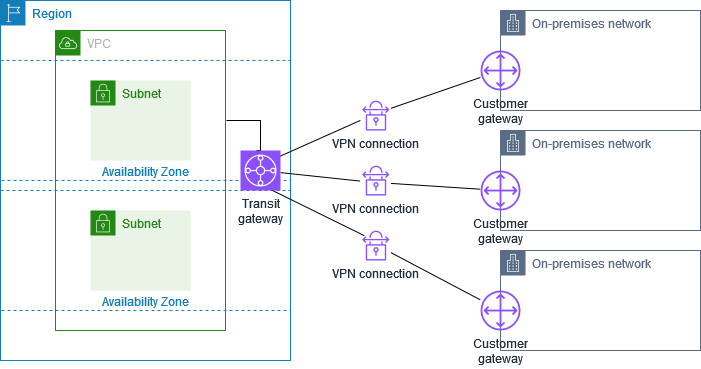 Region
VPC
Subnet
Availability Zone
Subnet
Availability Zone
Transit
gateway
VPN connection
VPN connection
VPN connection
On-premises network
Customer
gateway
On-premises network
Customer
gateway
On-premises network
Customer
gateway